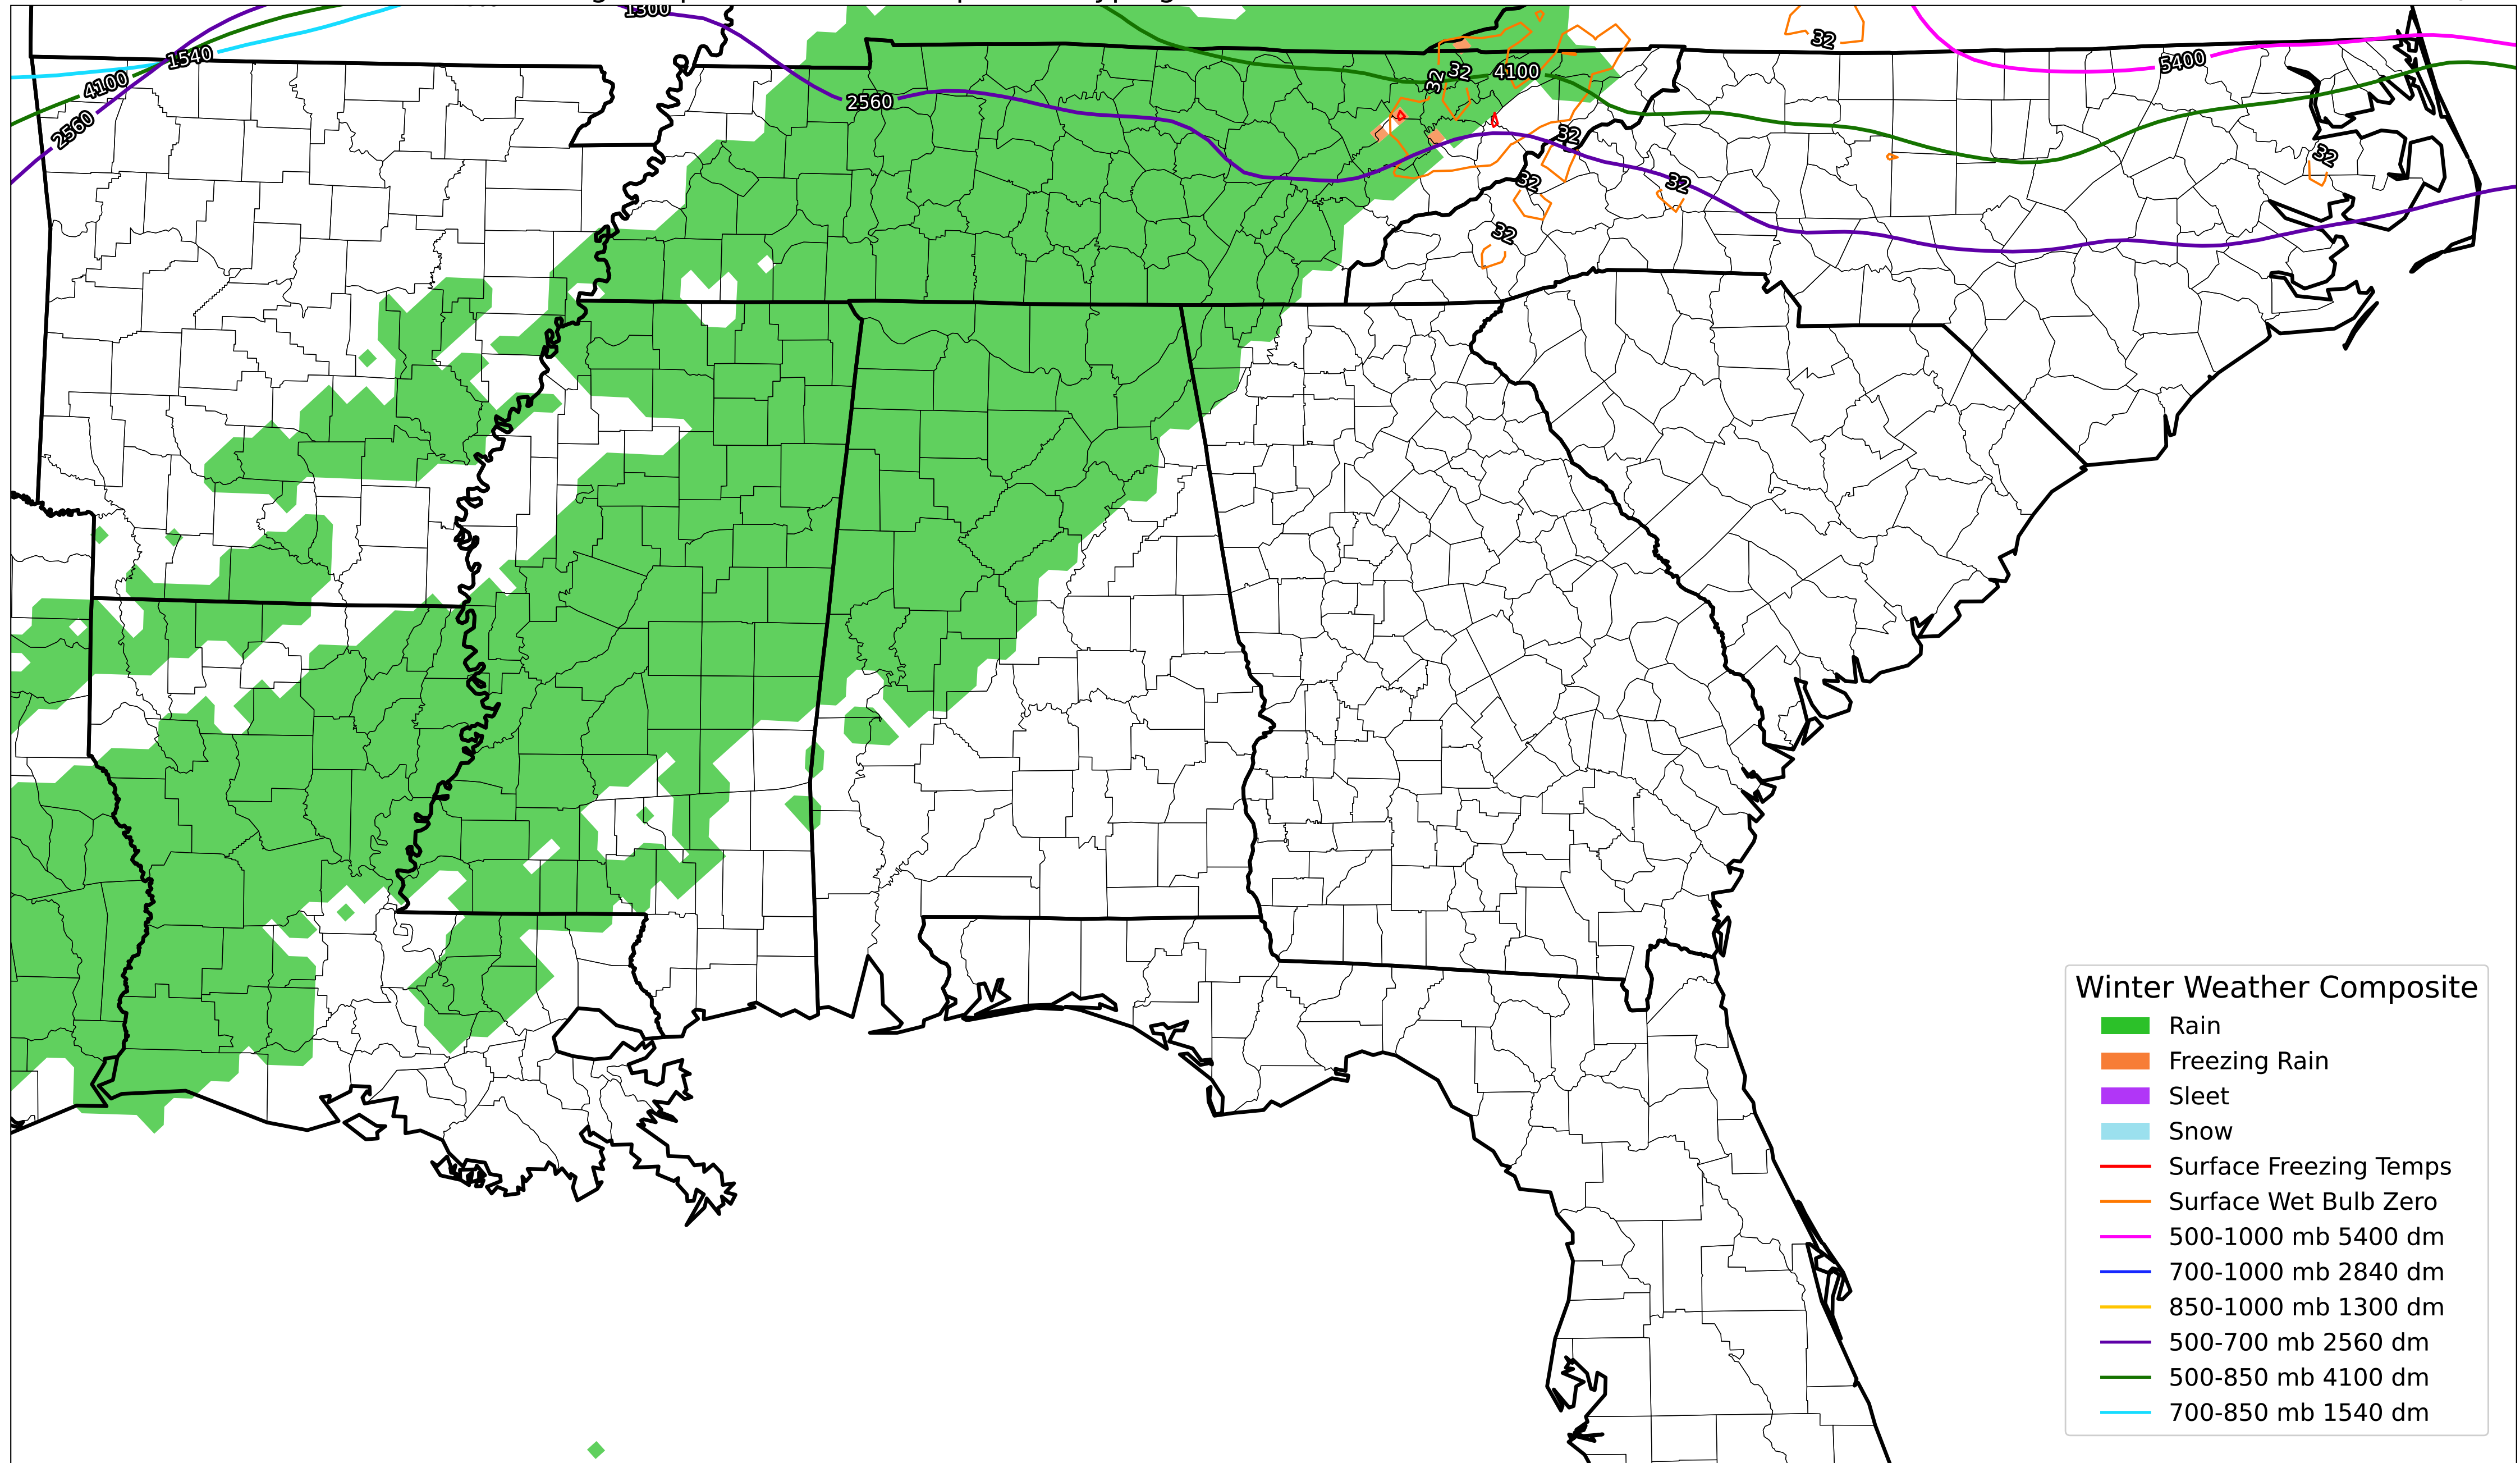 1300
1540
4100
2560
2560
32
32
4100
32
5400
32
32
32
32
32
Winter Weather Composite
Rain
Freezing Rain
Sleet
Snow
Surface Freezing Temps
Surface Wet Bulb Zero
500-1000 mb 5400 dm
700-1000 mb 2840 dm
850-1000 mb 1300 dm
500-700 mb 2560 dm
500-850 mb 4100 dm
700-850 mb 1540 dm